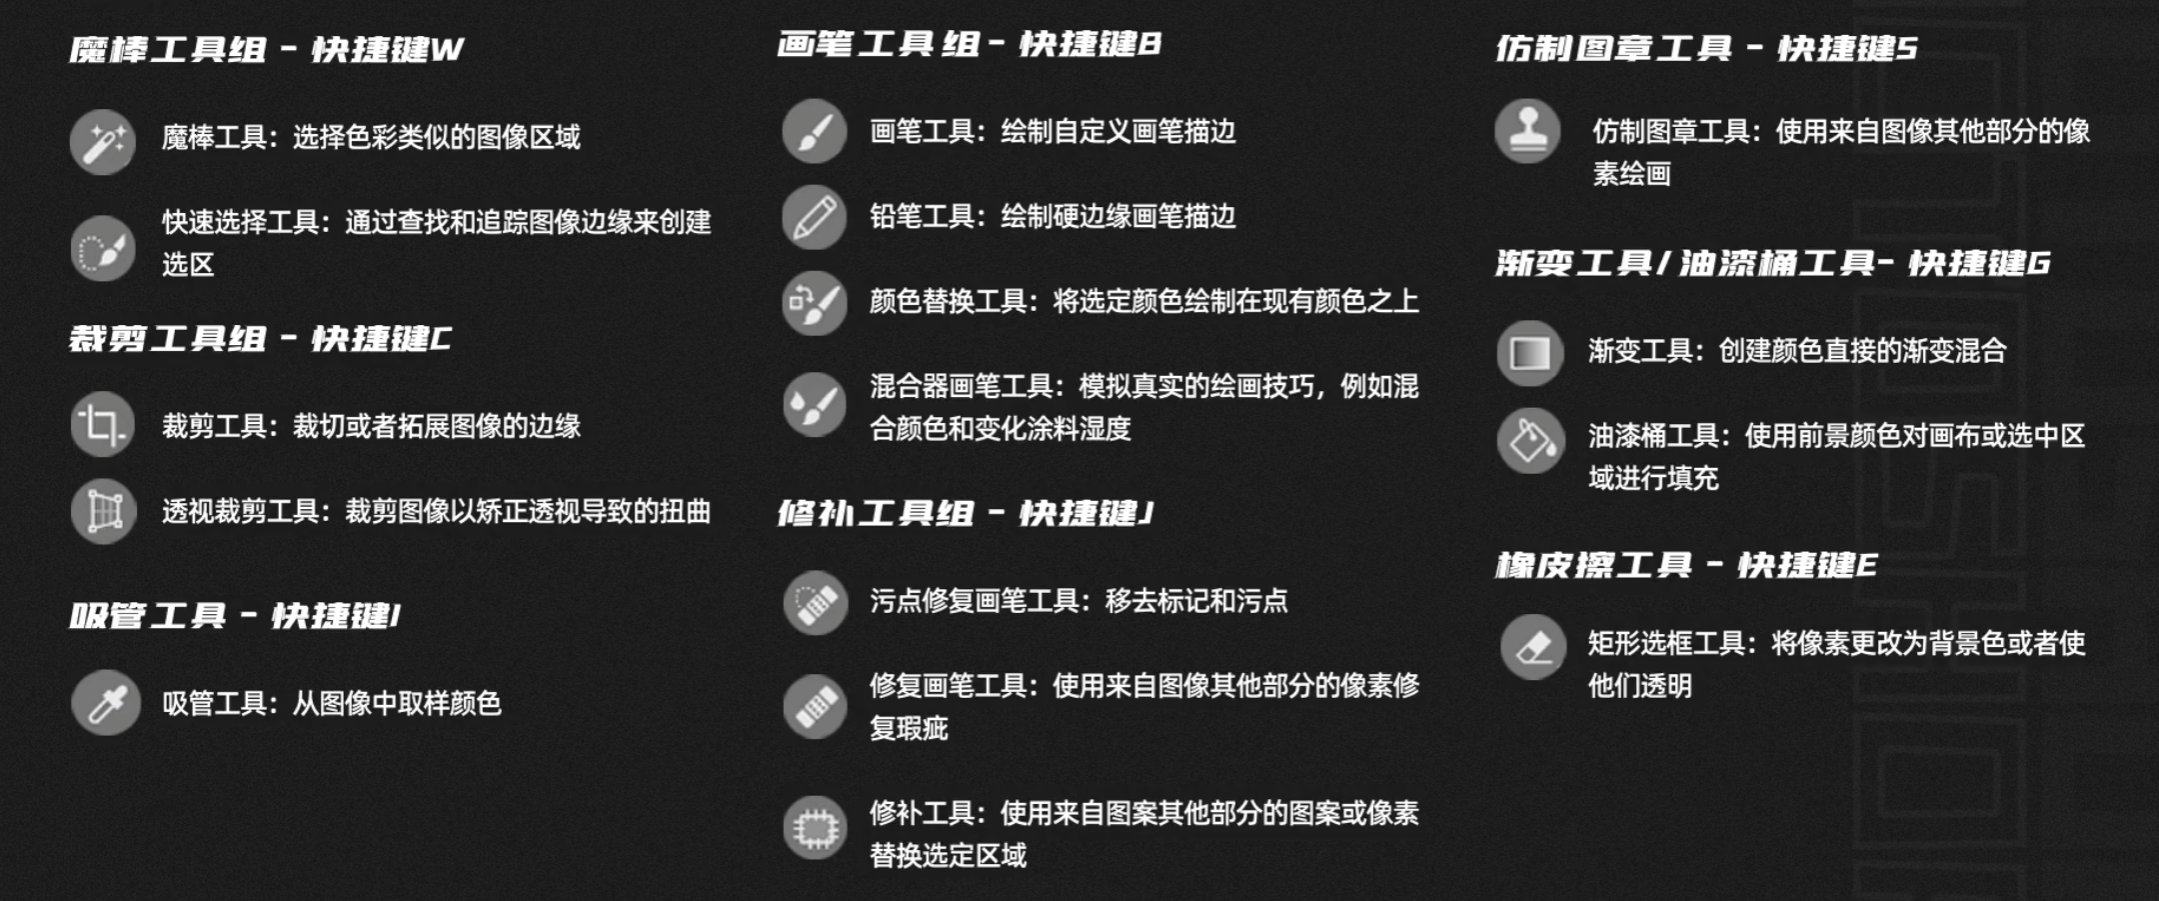 魔棒工具组 - 快捷键W
魔棒工具：选择色彩类似的图像区域
快速选择工具：通过查找和追踪图像边缘来创建
选区
裁剪工具组 - 快捷键C
裁剪工具：裁切或者拓展图像的边缘
透视裁剪工具：裁剪图像以矫正透视导致的扭曲
吸管工具 - 快捷键I
吸管工具：从图像中取样颜色
画笔工具组 - 快捷键B
画笔工具：绘制自定义画笔描边
铅笔工具：绘制硬边缘画笔描边
颜色替换工具：将选定颜色绘制在现有颜色之上
混合器画笔工具：模拟真实的绘画技巧，例如混
合颜色和变化涂料湿度
修补工具组 - 快捷键J
污点修复画笔工具：移去标记和污点
修复画笔工具：使用来自图像其他部分的像素修
复瑕疵
修补工具：使用来自图案其他部分的图案或像素
替换选定区域
仿制图章工具 - 快捷键S
仿制图章工具：使用来自图像其他部分的像
素绘画
渐变工具/油漆桶工具- 快捷键G
渐变工具：创建颜色直接的渐变混合
油漆桶工具：使用前景颜色对画布或选中区
域进行填充
橡皮擦工具 - 快捷键E
矩形选框工具：将像素更改为背景色或者使
他们透明